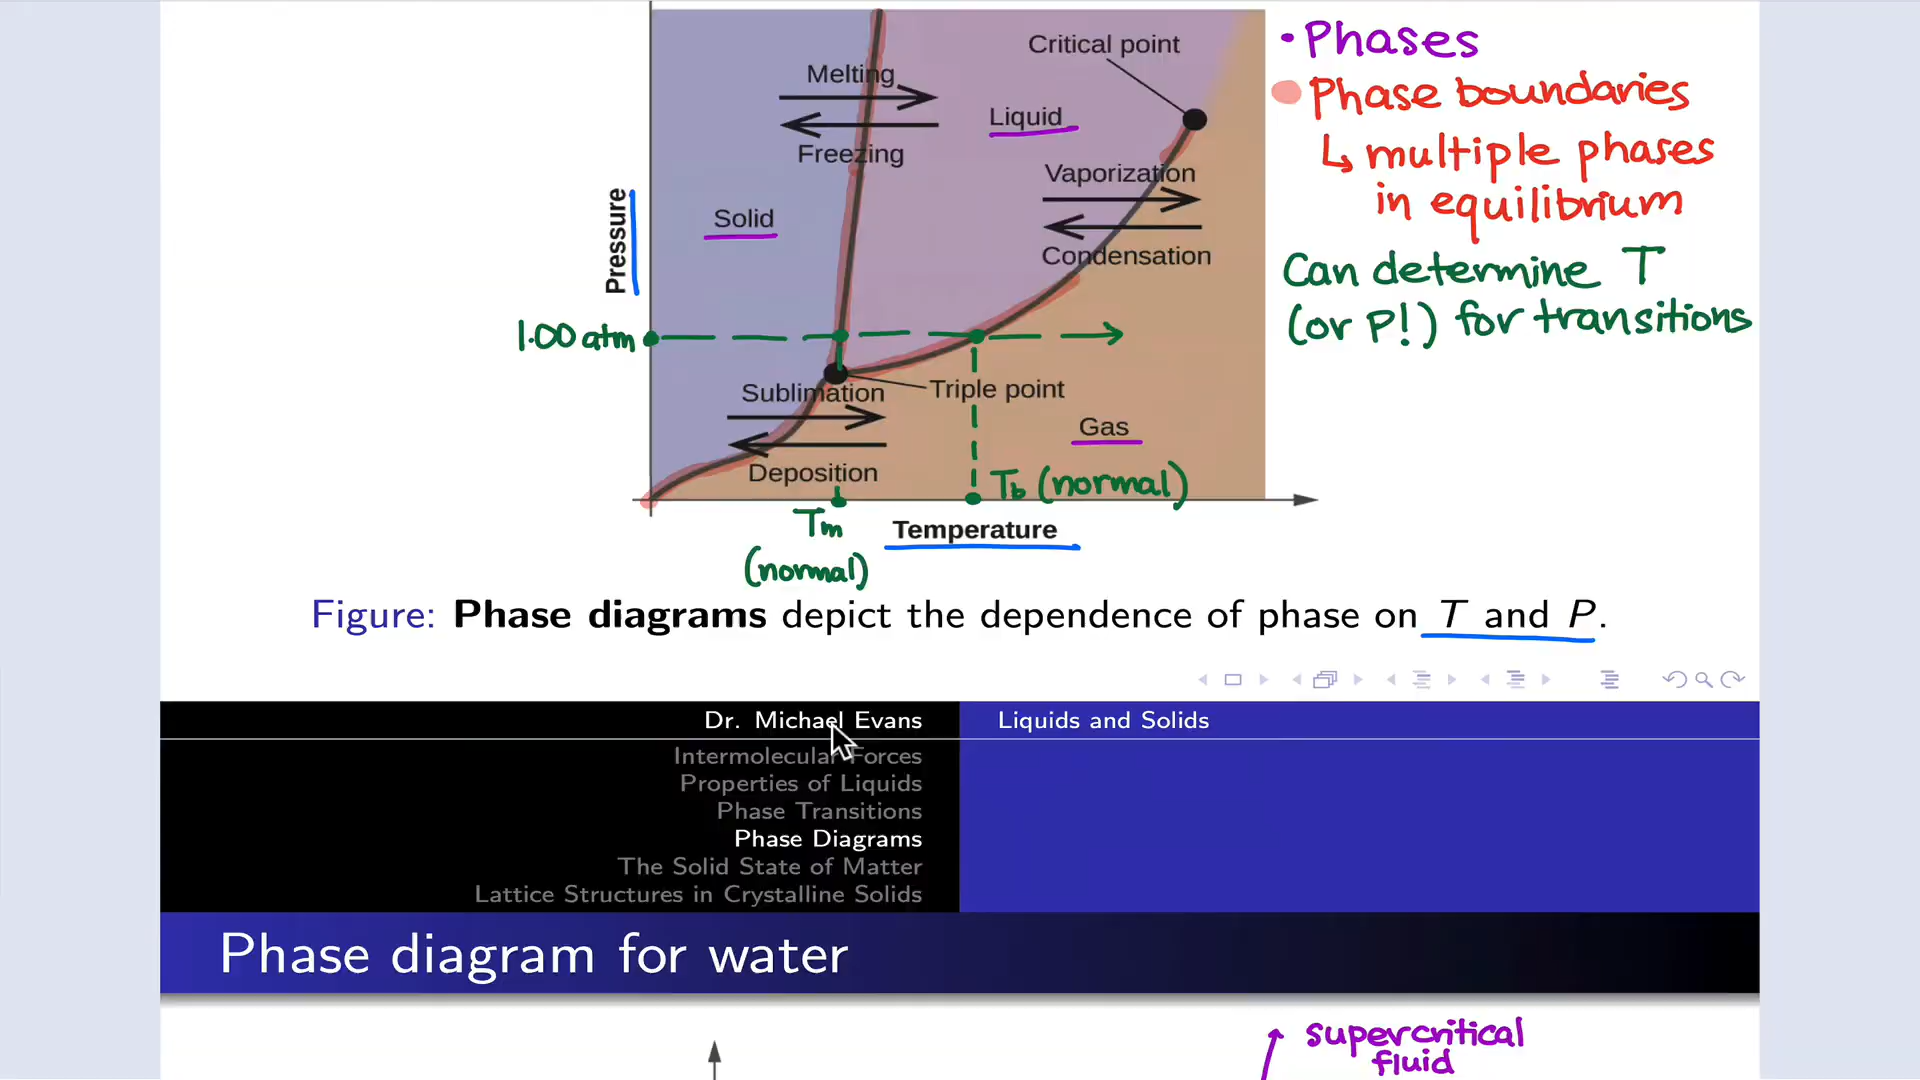 Critical point
• Phases
Melting
Phase boundaries
Liquid
↳ multiple phases
Freezing
Vaporization
in equilibrium
Solid
Pressure
Condensation
Can determine T
(or P!) for transitions
1.00 atm
Sublimation
Triple point
Gas
Deposition
Tb (normal)
Tm
(normal)
Temperature
Figure: Phase diagrams depict the dependence of phase on T and P.
Dr. Michael Evans
Liquids and Solids
Intermolecular Forces
Properties of Liquids
Phase Transitions
Phase Diagrams
The Solid State of Matter
Lattice Structures in Crystalline Solids
Phase diagram for water
supercritical
fluid